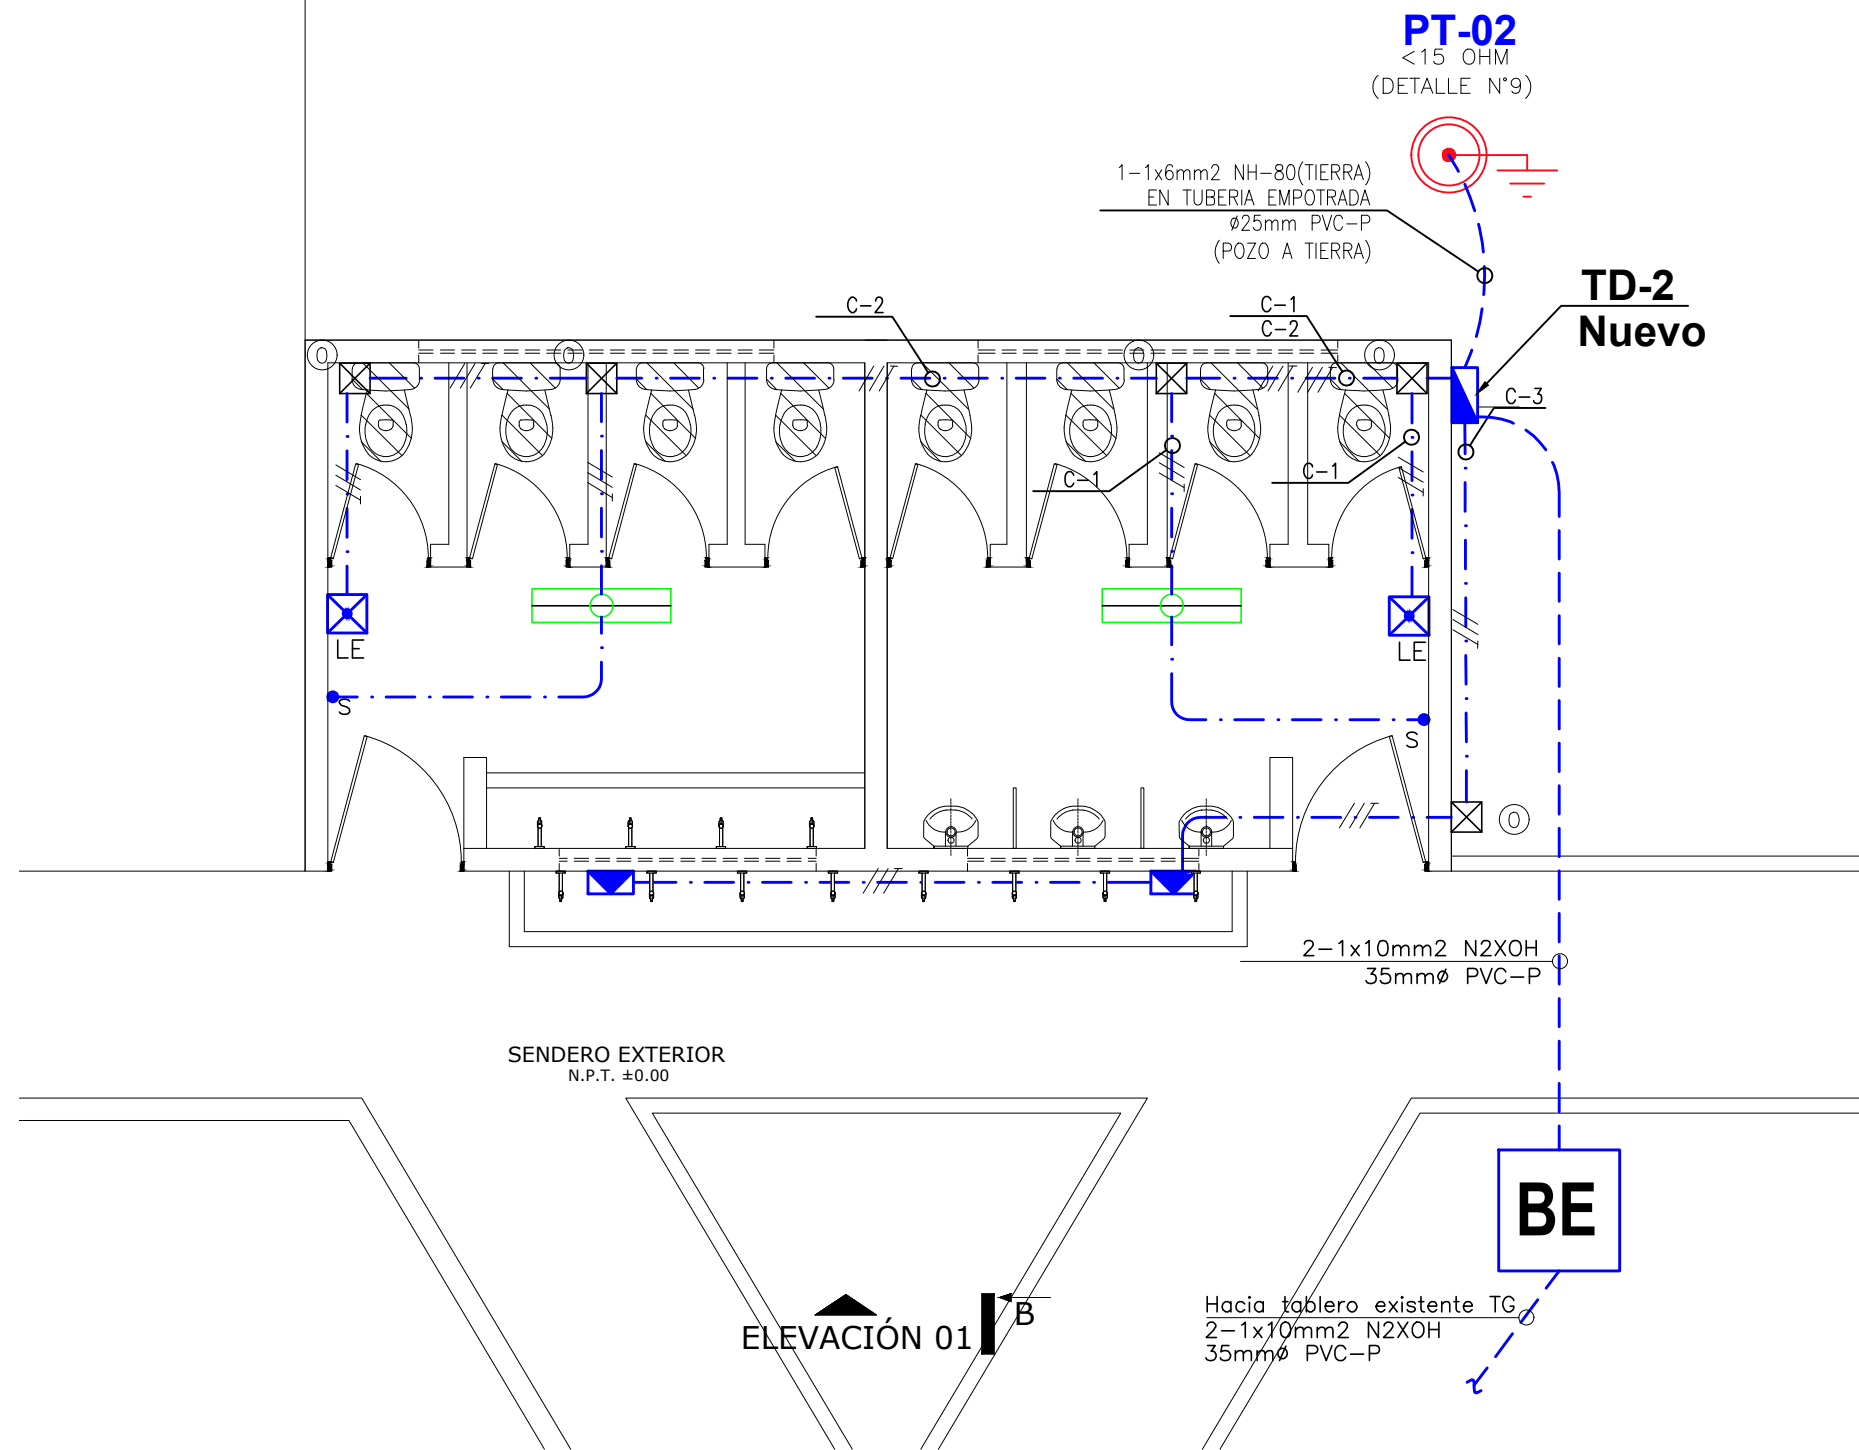 PT-02
<15 OHM
(DETALLE N°9)
1-1x6mm2 NH-80(TIERRA)
EN TUBERIA EMPOTRADA
ø25mm PVC-P
(POZO A TIERRA)
TD-2
Nuevo
C-2
C-1
C-2
O
O
O
O
C-3
C-1
C-1
LE
LE
S
S
O
2-1x10mm2 N2XOH
35mmø PVC-P
SENDERO EXTERIOR
N.P.T. ±0.00
BE
ELEVACIÓN 01
B
Hacia tablero existente TG
2-1x10mm2 N2XOH
35mmø PVC-P